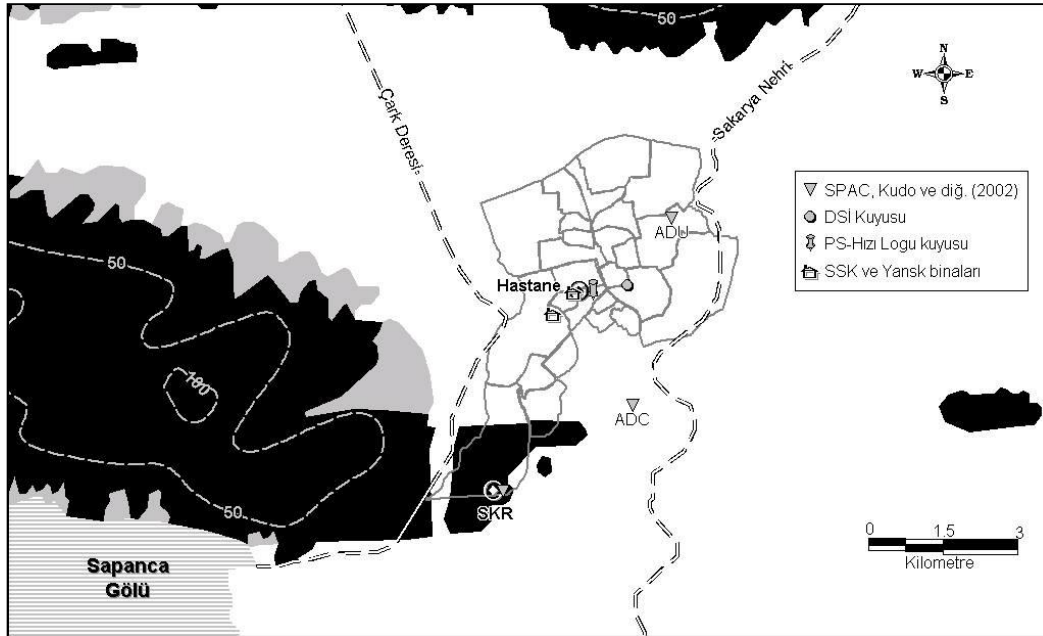 50
50
50
100
Çark Deresi
Sakarya Nehri
N
W
E
S
SPAC, Kudo ve diğ. (2002)
DSİ Kuyusu
PS-Hızı Logu kuyusu
SSK ve Yansk binaları
ADU
Hastane
ADC
SKR
Sapanca
Gölü
0
1.5
3
Kilometre